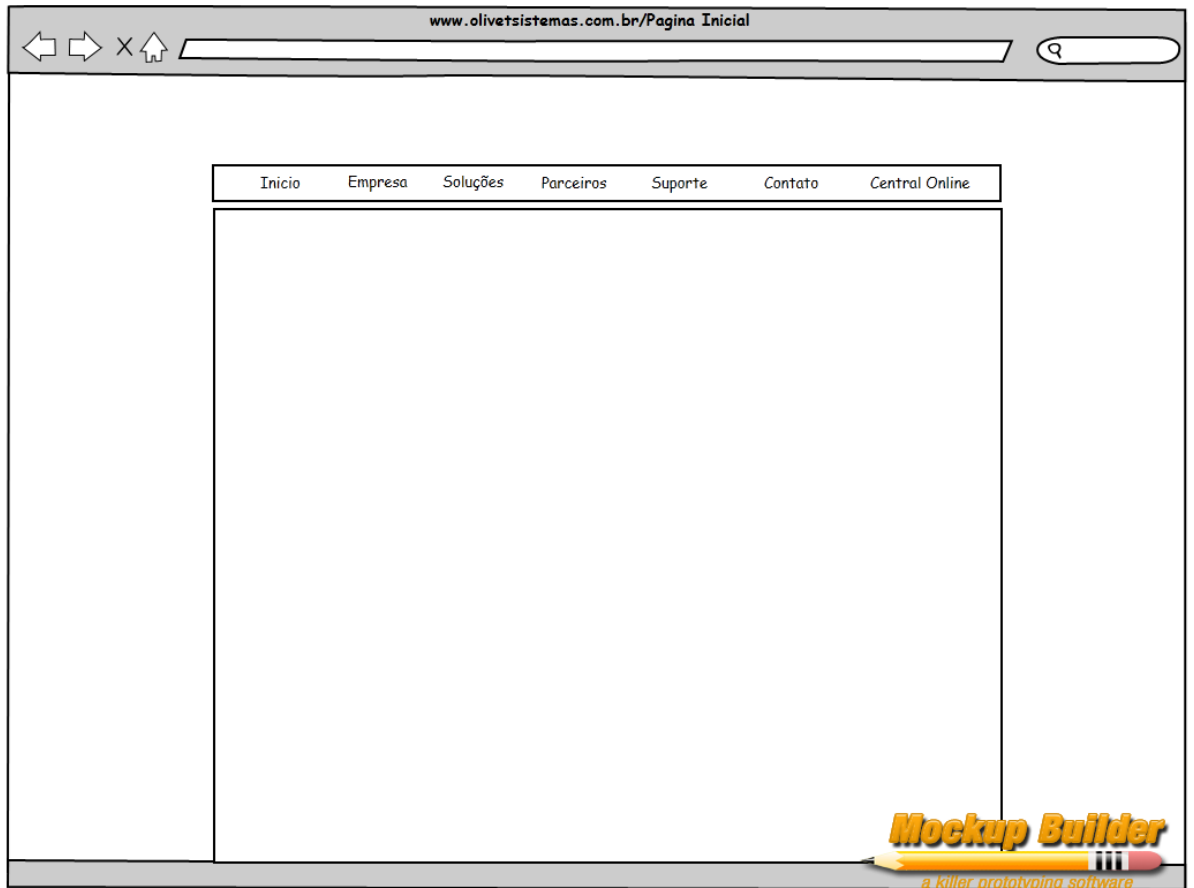 www.olivetsistemas.com.br/Pagina Inicial
Inicio Empresa Soluções Parceiros Suporte Contato Central Online
Mockup Builder
a killer prototyping software